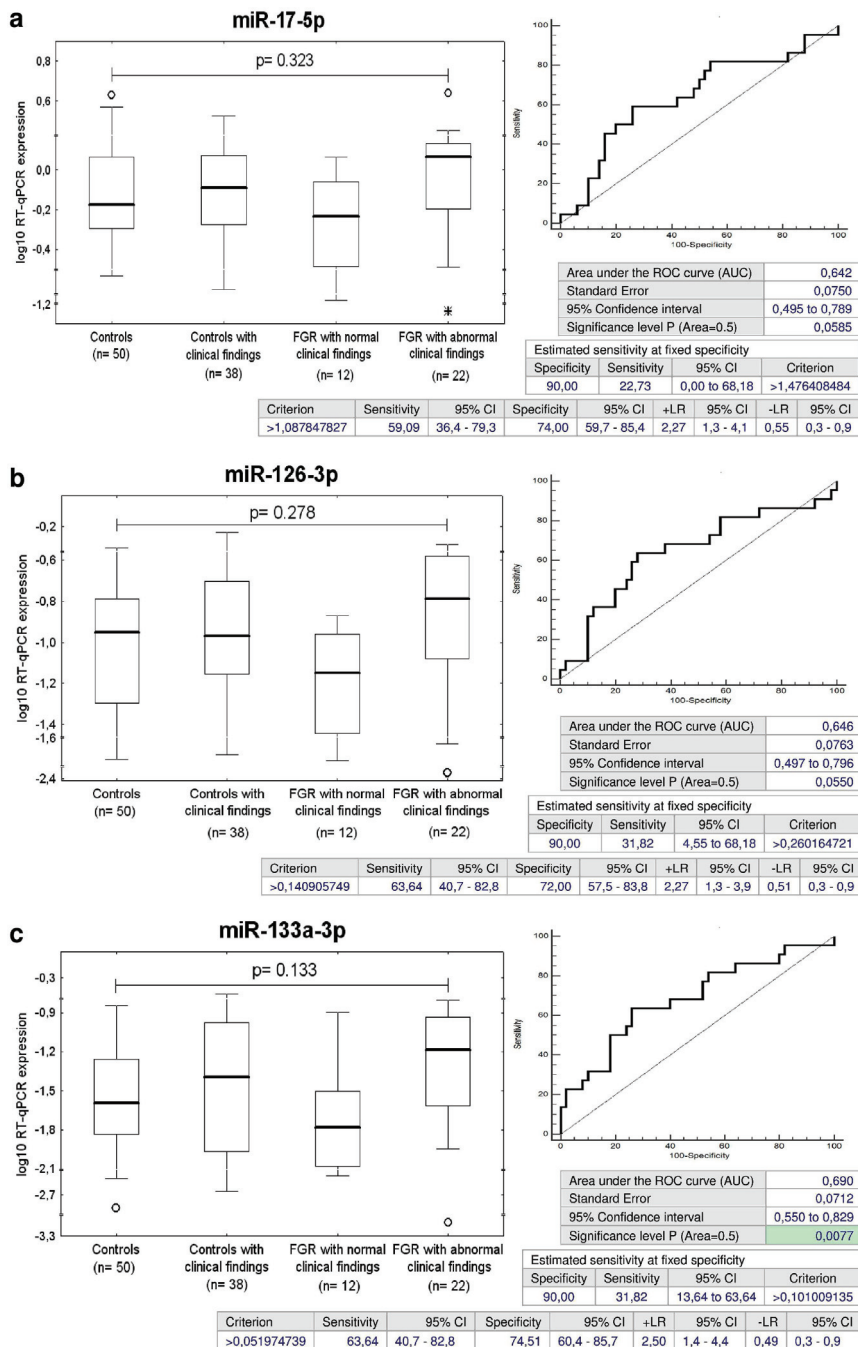 a
miR-17-5p
p= 0.323
log10 RT-qPCR expression
0,8
0,6
0,0
-0,2
-0,4
-1,2
Controls
(n= 50)
Controls with
clinical findings
(n= 38)
FGR with normal
clinical findings
(n= 12)
FGR with abnormal
clinical findings
(n= 22)
Sensitivity
100
80
60
40
20
0
0 20 40 60 80 100
100-Specificity
Area under the ROC curve (AUC) 0,642
Standard Error 0,0750
95% Confidence interval 0,495 to 0,789
Significance level P (Area=0.5) 0,0585
Estimated sensitivity at fixed specificity
Specificity Sensitivity 95% CI Criterion
90,00 22,73 0,00 to 68,18 >1,476408484
Criterion Sensitivity 95% CI Specificity 95% CI +LR 95% CI -LR 95% CI
>1,087847827 59,09 36,4 - 79,3 74,00 59,7 - 85,4 2,27 1,3 - 4,1 0,55 0,3 - 0,9
b
miR-126-3p
p= 0.278
log10 RT-qPCR expression
-0,2
-0,6
-0,8
-1,0
-1,2
-1,4
-1,6
-2,4
Controls
(n= 50)
Controls with
clinical findings
(n= 38)
FGR with normal
clinical findings
(n= 12)
FGR with abnormal
clinical findings
(n= 22)
Sensitivity
100
80
60
40
20
0
0 20 40 60 80 100
100-Specificity
Area under the ROC curve (AUC) 0,646
Standard Error 0,0763
95% Confidence interval 0,497 to 0,796
Significance level P (Area=0.5) 0,0550
Estimated sensitivity at fixed specificity
Specificity Sensitivity 95% CI Criterion
90,00 31,82 4,55 to 68,18 >0,260164721
Criterion Sensitivity 95% CI Specificity 95% CI +LR 95% CI -LR 95% CI
>0,140905749 63,64 40,7 - 82,8 72,00 57,5 - 83,8 2,27 1,3 - 3,9 0,51 0,3 - 0,9
c
miR-133a-3p
p= 0.133
log10 RT-qPCR expression
-0,3
-0,9
-1,2
-1,5
-1,8
-2,1
-2,7
-3,3
Controls
(n= 50)
Controls with
clinical findings
(n= 38)
FGR with normal
clinical findings
(n= 12)
FGR with abnormal
clinical findings
(n= 22)
Sensitivity
100
80
60
40
20
0
0 20 40 60 80 100
100-Specificity
Area under the ROC curve (AUC) 0,690
Standard Error 0,0712
95% Confidence interval 0,550 to 0,829
Significance level P (Area=0.5) 0,0077
Estimated sensitivity at fixed specificity
Specificity Sensitivity 95% CI Criterion
90,00 31,82 13,64 to 63,64 >0,101009135
Criterion Sensitivity 95% CI Specificity 95% CI +LR 95% CI -LR 95% CI
>0,051974739 63,64 40,7 - 82,8 74,51 60,4 - 85,7 2,50 1,4 - 4,4 0,49 0,3 - 0,9